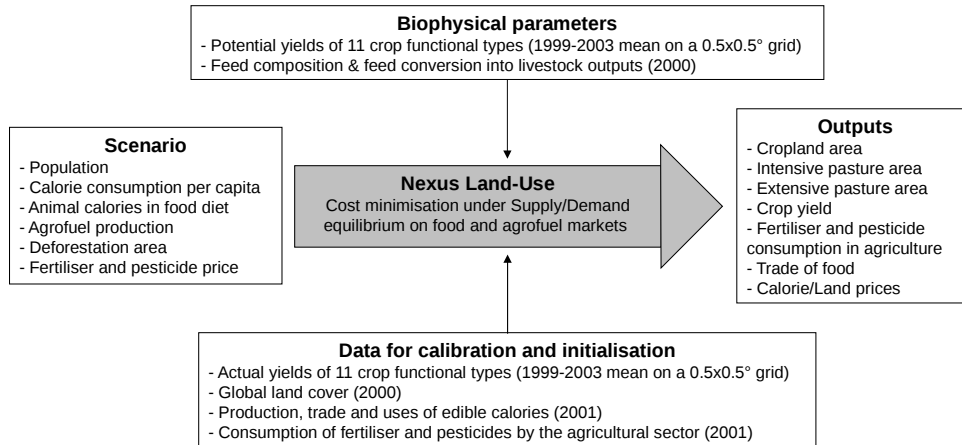 Biophysical parameters
- Potential yields of 11 crop functional types (1999-2003 mean on a 0.5x0.5° grid)
- Feed composition & feed conversion into livestock outputs (2000)
Scenario
- Population
- Calorie consumption per capita
- Animal calories in food diet
- Agrofuel production
- Deforestation area
- Fertiliser and pesticide price
Nexus Land-Use
Cost minimisation under Supply/Demand
equilibrium on food and agrofuel markets
Outputs
- Cropland area
- Intensive pasture area
- Extensive pasture area
- Crop yield
- Fertiliser and pesticide
consumption in agriculture
- Trade of food
- Calorie/Land prices
Data for calibration and initialisation
- Actual yields of 11 crop functional types (1999-2003 mean on a 0.5x0.5° grid)
- Global land cover (2000)
- Production, trade and uses of edible calories (2001)
- Consumption of fertiliser and pesticides by the agricultural sector (2001)